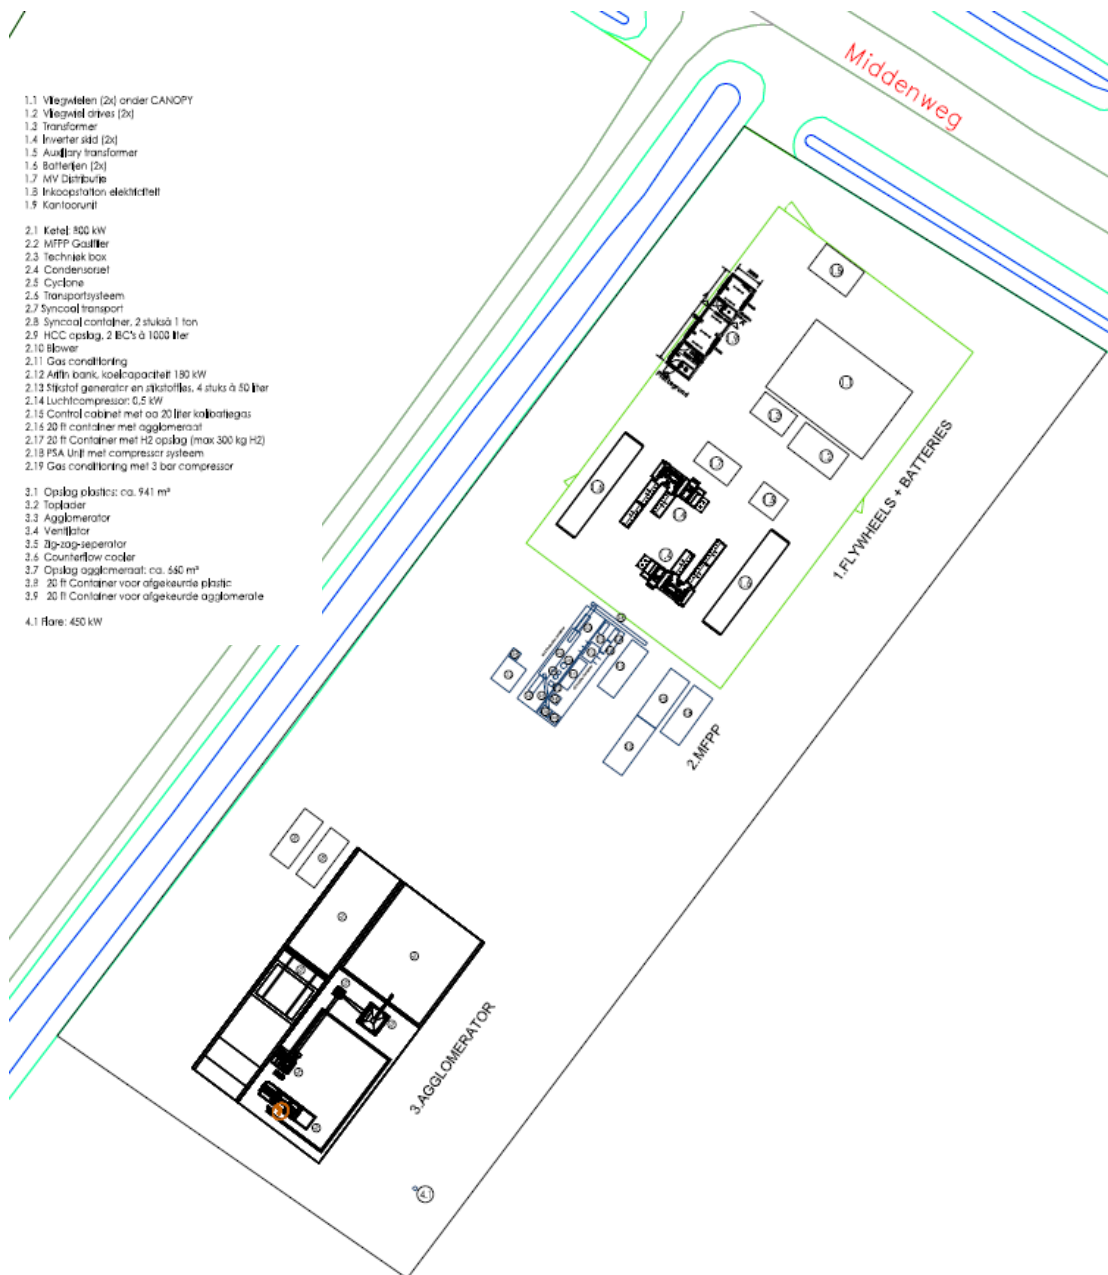 Middenweg
1.1 Vliegwielen (2x) onder CANOPY
1.2 Vliegwiel drives (2x)
1.3 Transformer
1.4 Inverter skid (2x)
1.5 Auxiliary transformer
1.6 Batterijen (2x)
1.7 MV Distributie
1.8 Inkoopstation elektriciteit
1.9 Kantoorunit
2.1 Ketel: 800 kW
2.2 MFPP Gasfilter
2.3 Techniek box
2.4 Condensorset
2.5 Cyclone
2.6 Transportsysteem
2.7 Syncoal transport
2.8 Syncoal container, 2 stuksà 1 ton
2.9 HCC opslag, 2 IBC's à 1000 liter
2.10 Blower
2.11 Gas conditioning
2.12 Airfin bank, koelcapaciteit 180 kW
2.13 Stikstof generator en stikstoffles, 4 stuks à 50 liter
2.14 Luchtcompressor: 0,5 kW
2.15 Control cabinet met ca 20 liter kalibatiegas
2.16 20 ft container met agglomeraat
2.17 20 ft Container met H2 opslag (max 300 kg H2)
2.18 PSA Unit met compressor systeem
2.19 Gas conditioning met 3 bar compressor
3.1 Opslag plastics: ca. 941 m³
3.2 Toplader
3.3 Agglomerator
3.4 Ventilator
3.5 Zig-zag-seperator
3.6 Counterflow cooler
3.7 Opslag agglomeraat: ca. 660 m³
3.8 20 ft Container voor afgekeurde plastic
3.9 20 ft Container voor afgekeurde agglomerate
4.1 Flare: 450 kW
1.FLYWHEELS + BATTERIES
2.MFPP
3.AGGLOMERATOR
4.1